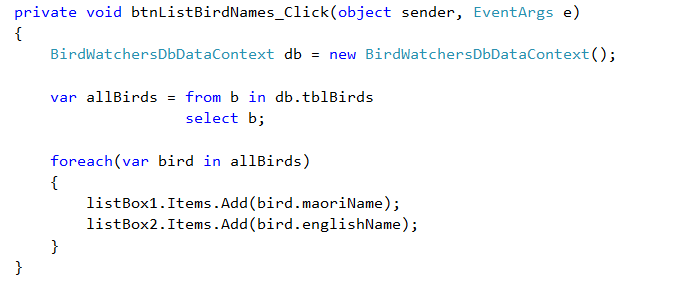 private void btnListBirdNames_Click(object sender, EventArgs e)
{
    BirdWatchersDbDataContext db = new BirdWatchersDbDataContext();
    var allBirds = from b in db.tblBirds
                   select b;
    foreach(var bird in allBirds)
    {
        listBox1.Items.Add(bird.maoriName);
        listBox2.Items.Add(bird.englishName);
    }
}